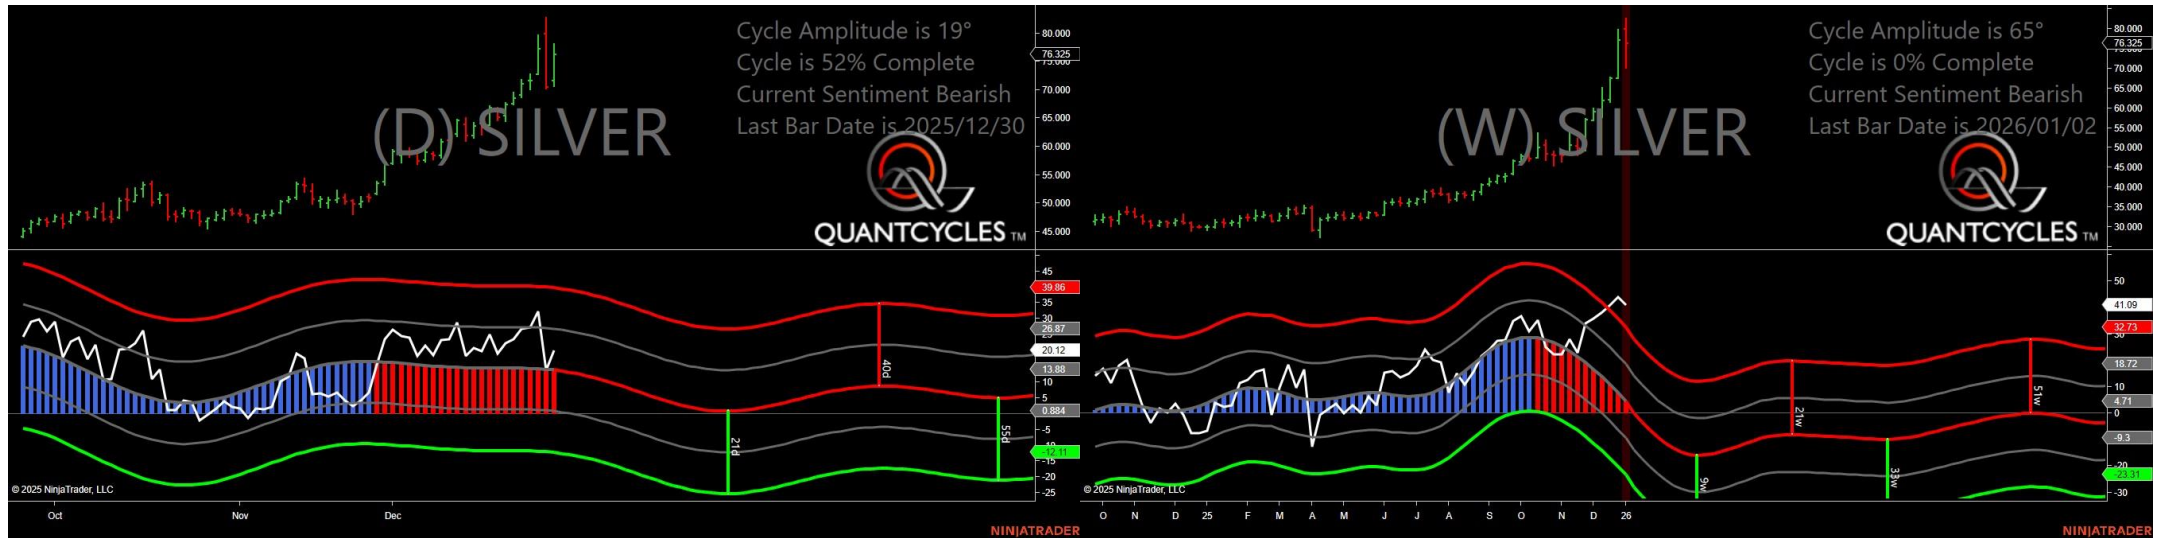 Cycle Amplitude is 19°
Cycle is 52% Complete
Current Sentiment Bearish
Last Bar Date is 2025/12/30
(D) SILVER
QUANTCYCLES TM
80.000
76.325
75.000
70.000
65.000
60.000
55.000
50.000
45.000
45
39.86
35
30
26.87
20.12
13.88
10
5
0.884
-5
-12.11
-15
-20
-25
40d
21d
55d
© 2025 NinjaTrader, LLC
Oct Nov Dec
NINJATRADER
Cycle Amplitude is 65°
Cycle is 0% Complete
Current Sentiment Bearish
Last Bar Date is 2026/01/02
(W) SILVER
QUANTCYCLES TM
80.000
76.325
70.000
65.000
60.000
55.000
50.000
45.000
40.000
35.000
30.000
50
41.09
32.73
30
18.72
10
4.71
0
-9.3
-20
-23.31
-30
21w
51w
9w
33w
© 2025 NinjaTrader, LLC
O N D 25 F M A M J J A S O N D 26
NINJATRADER